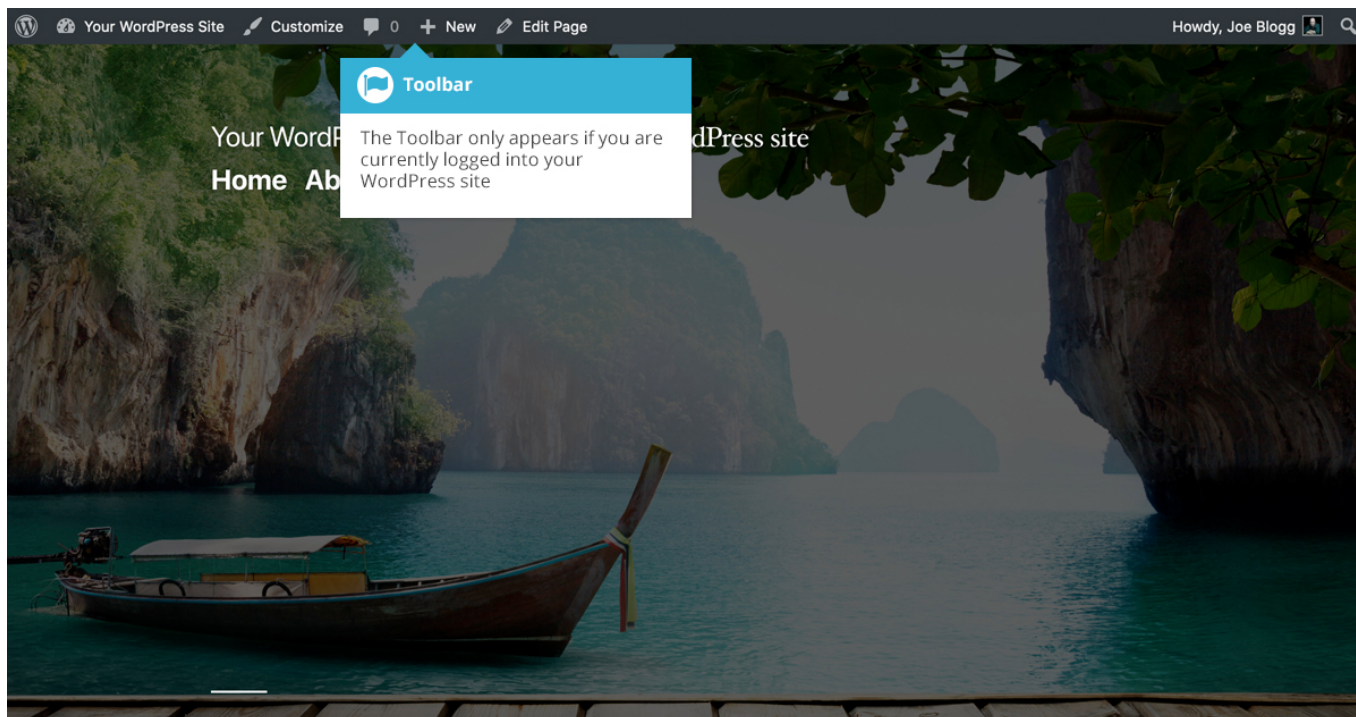 Your WordPress Site Customize 0 New Edit Page Howdy, Joe Blogg
Toolbar
The Toolbar only appears if you are
currently logged into your
WordPress site
Your WordP dPress site
Home Ab